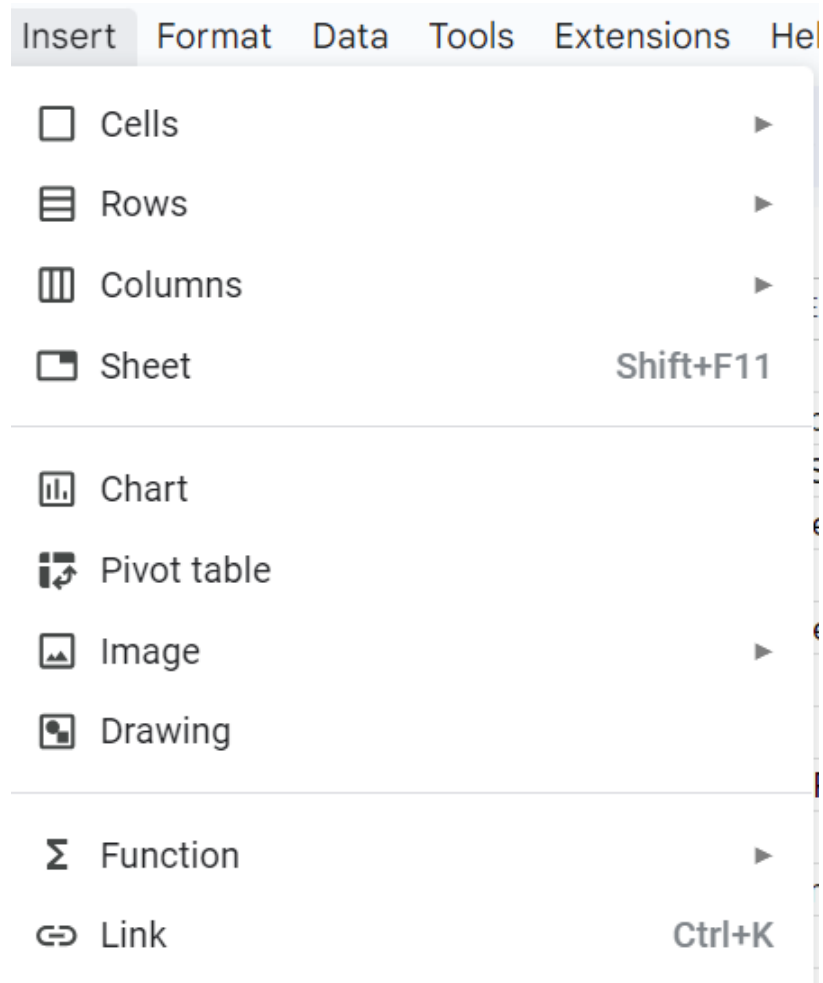 Insert Format Data Tools Extensions
Cells
Rows
Columns
Sheet Shift+F11
Chart
Pivot table
Image
Drawing
Function
Link Ctrl+K